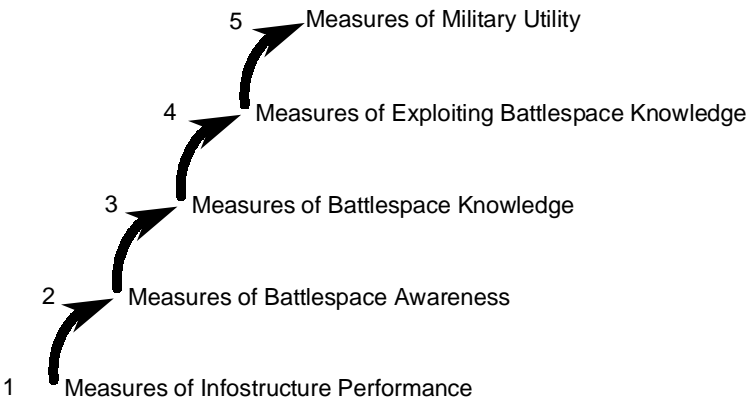 5 Measures of Military Utility
4 Measures of Exploiting Battlespace Knowledge
3 Measures of Battlespace Knowledge
2 Measures of Battlespace Awareness
1 Measures of Infostructure Performance